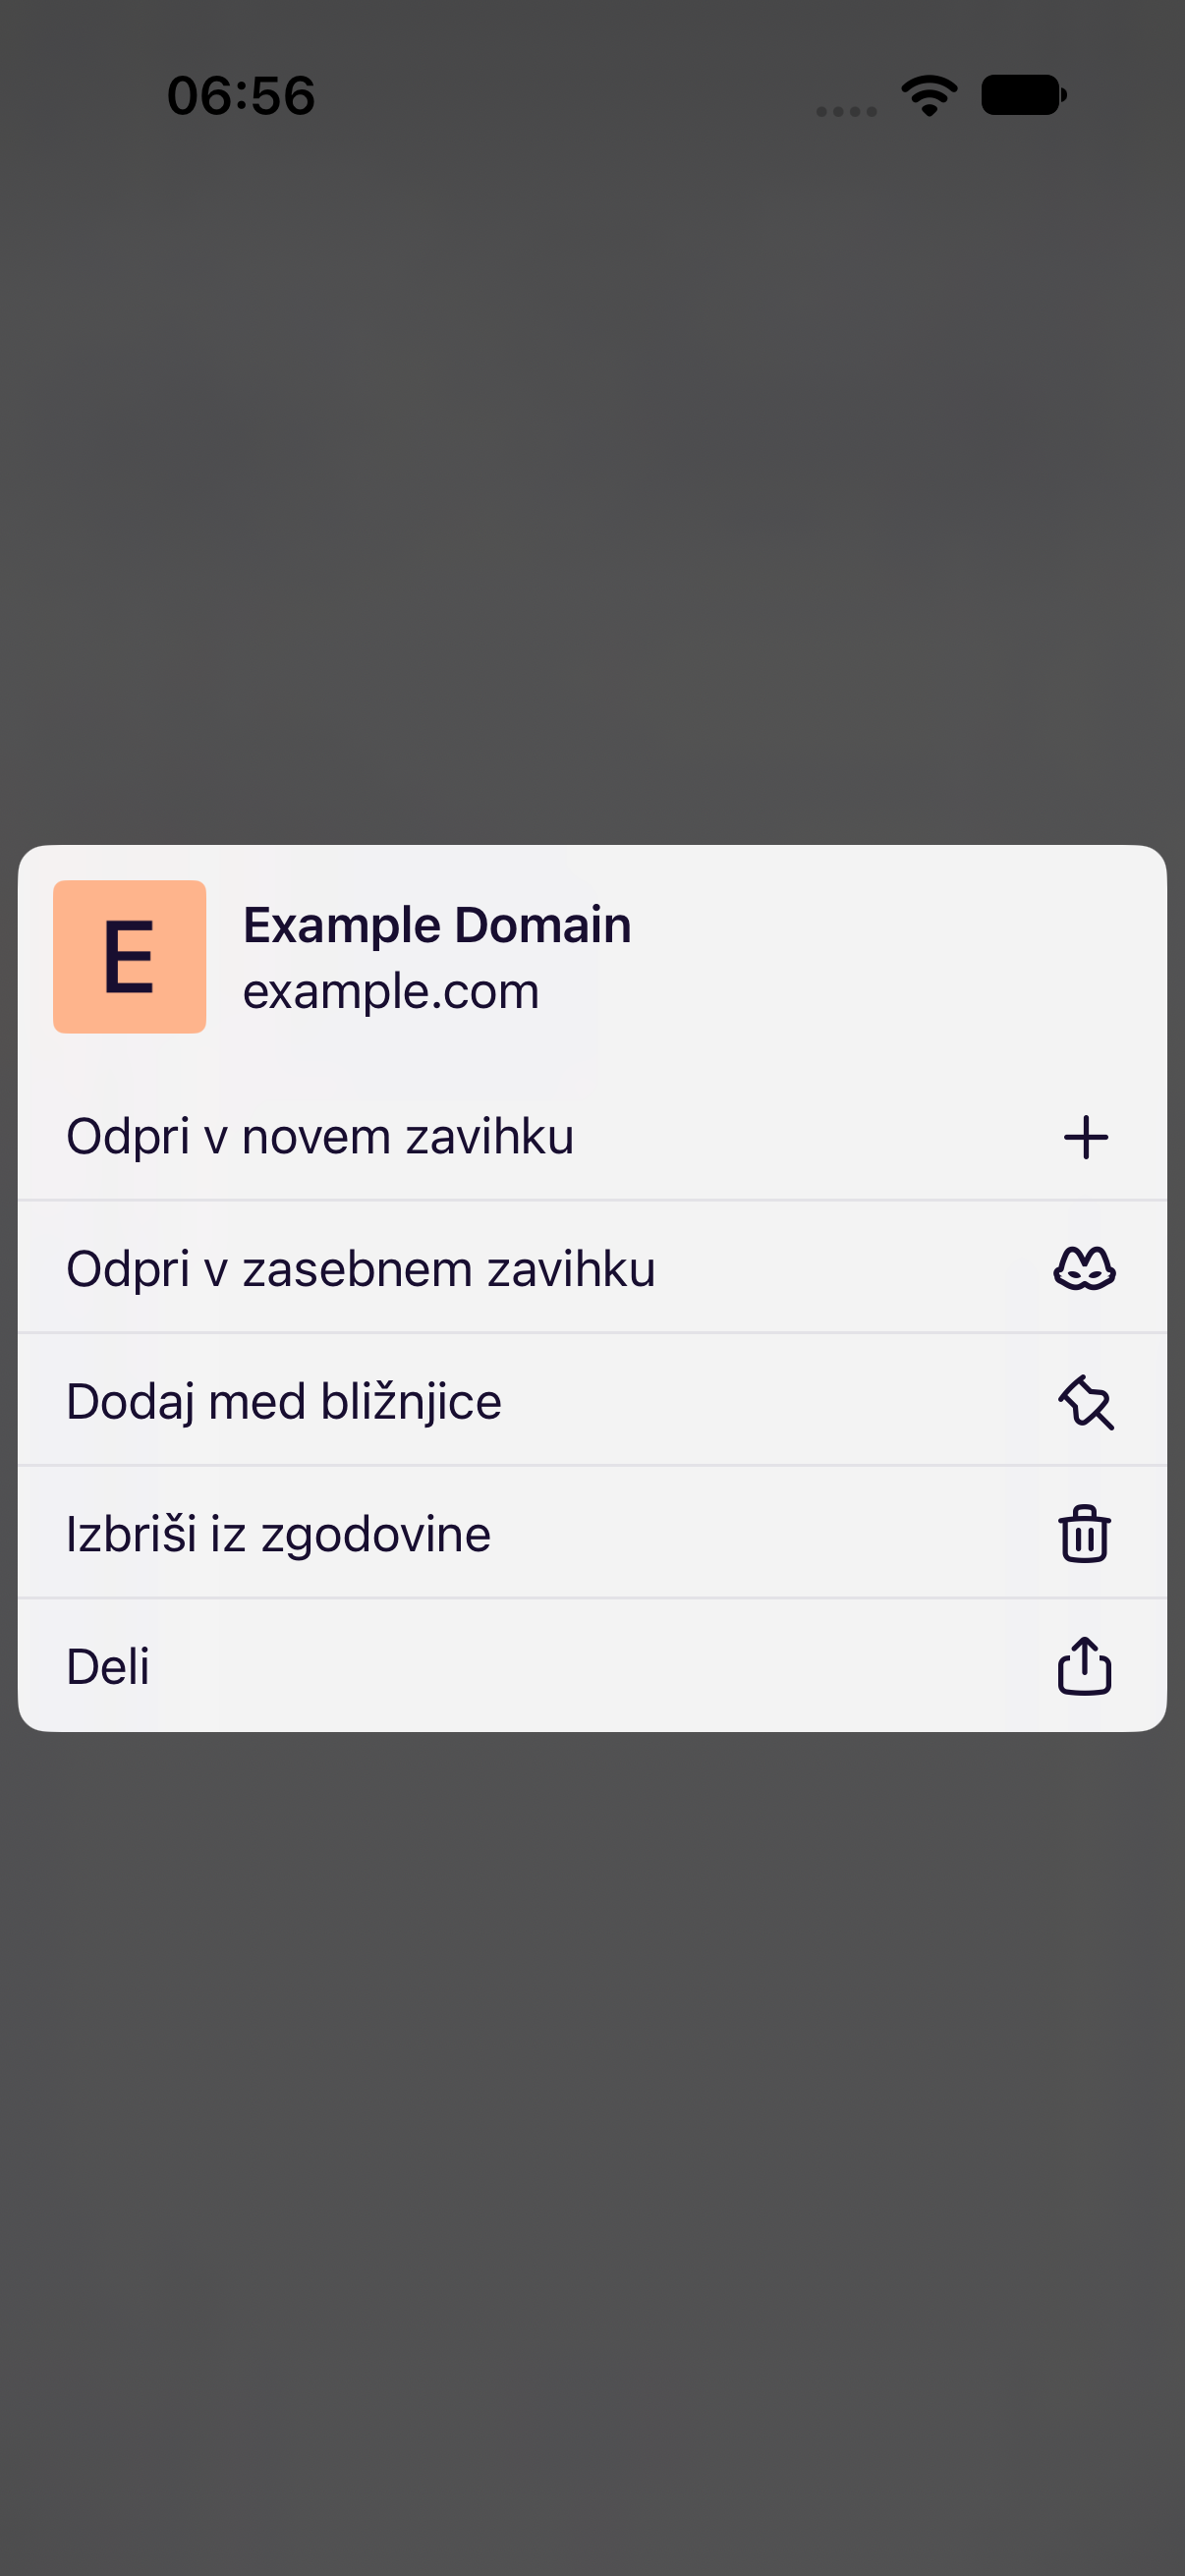 06:56
E
Example Domain
example.com
Odpri v novem zavihku
Odpri v zasebnem zavihku
Dodaj med bližnjice
Izbriši iz zgodovine
Deli